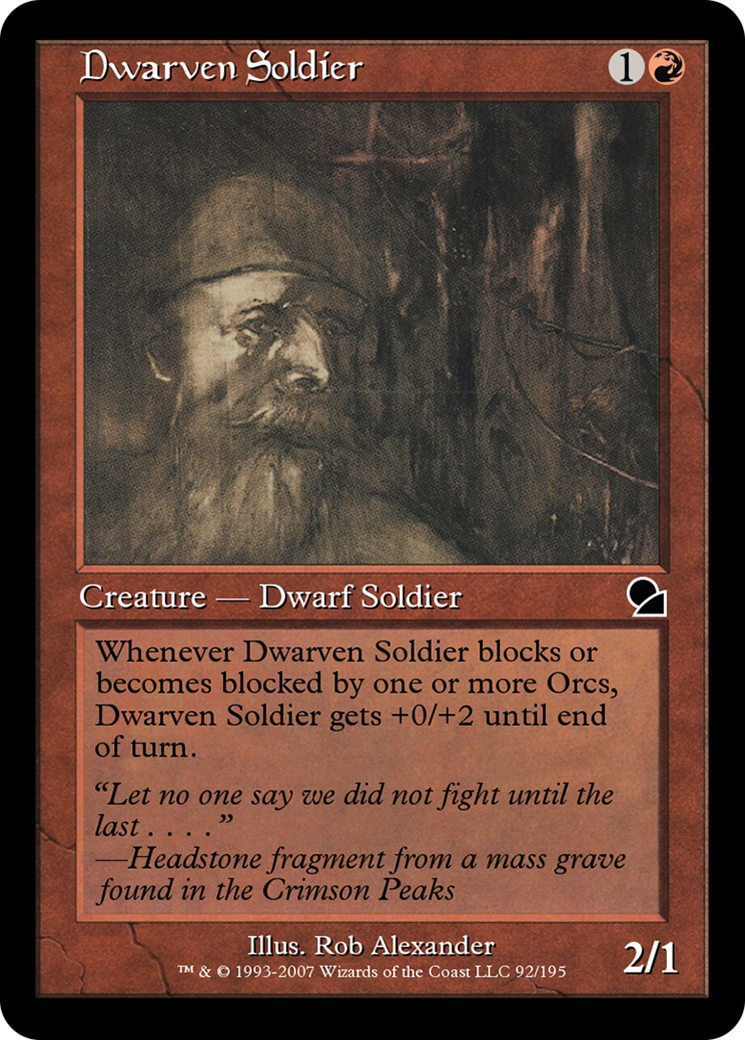 Dwarven Soldier
1
Creature — Dwarf Soldier
Whenever Dwarven Soldier blocks or
becomes blocked by one or more Orcs,
Dwarven Soldier gets +0/+2 until end
of turn.
“Let no one say we did not fight until the
last . . . .”
—Headstone fragment from a mass grave
found in the Crimson Peaks
Illus. Rob Alexander
™ & © 1993-2007 Wizards of the Coast LLC 92/195
2/1